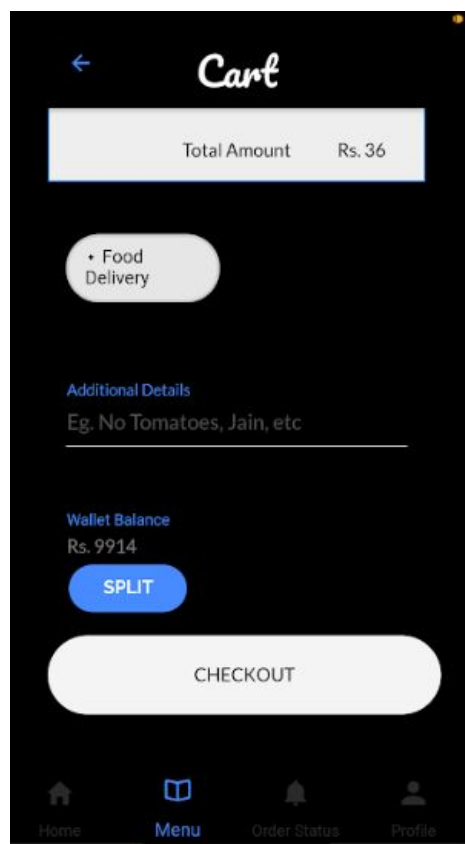 Cart
Total Amount Rs. 36
+ Food
Delivery
Additional Details
Eg. No Tomatoes, Jain, etc
Wallet Balance
Rs. 9914
SPLIT
CHECKOUT
Home Menu Order Status Profile